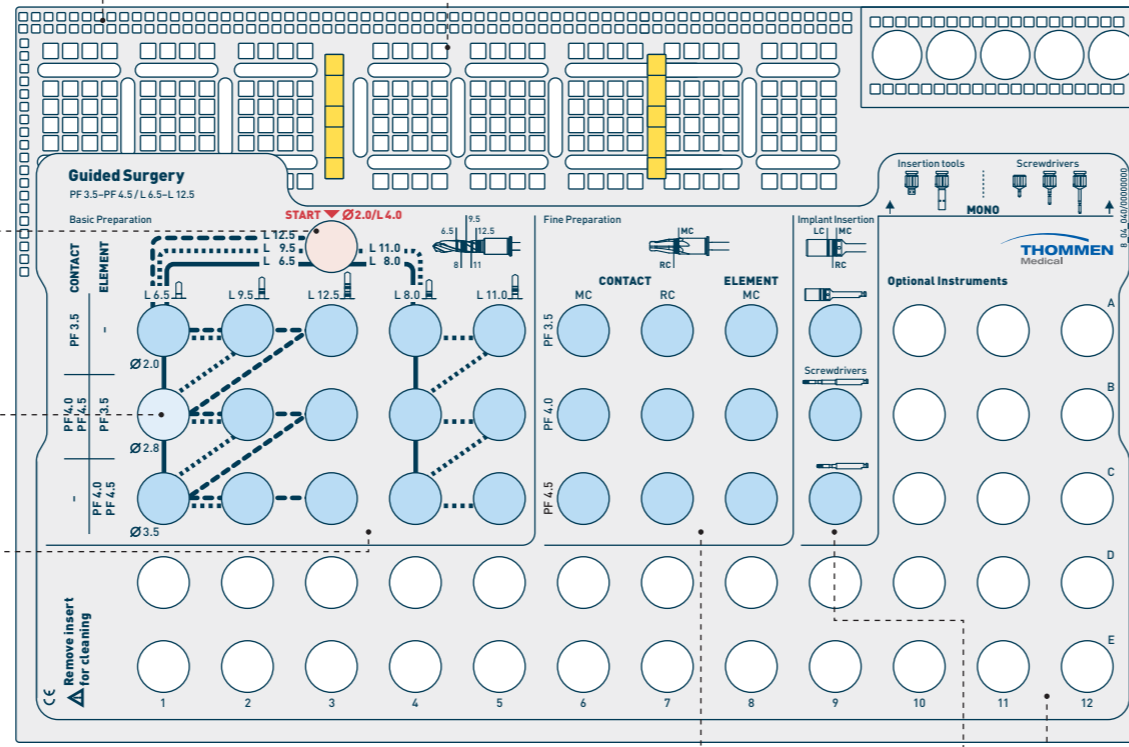 Guided Surgery
PF 3.5–PF 4.5 / L 6.5–L 12.5
Basic Preparation
START Ø2.0/L 4.0
L 12.5
L 9.5
L 6.5
L 11.0
L 8.0
6.5
9.5
12.5
8
11
CONTACT
ELEMENT
L 6.5
L 9.5
L 12.5
L 8.0
L 11.0
PF 3.5
–
Ø 2.0
PF 4.0
PF 4.5
PF 3.5
Ø 2.8
–
PF 4.0
PF 4.5
Ø 3.5
Fine Preparation
MC
RC
CONTACT
ELEMENT
MC
RC
MC
PF 3.5
PF 4.0
PF 4.5
Implant Insertion
LC
MC
RC
Screwdrivers
Insertion tools
Screwdrivers
MONO
THOMMEN
Medical
Optional Instruments
A
B
C
D
E
Remove insert
for cleaning
CE
1
2
3
4
5
6
7
8
9
10
11
12
8_04_040/00000000